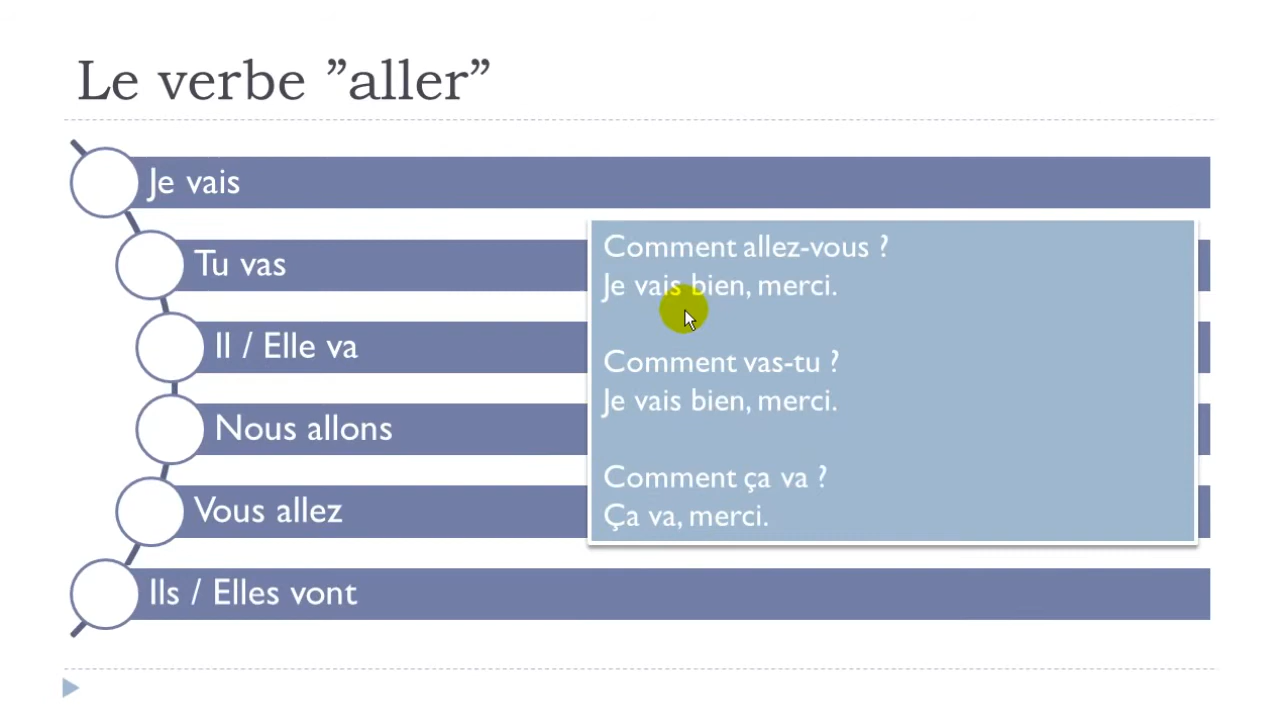 Le verbe ”aller”
Je vais
Tu vas
Il / Elle va
Nous allons
Vous allez
Ils / Elles vont
Comment allez-vous ?
Je vais bien, merci.
Comment vas-tu ?
Je vais bien, merci.
Comment ça va ?
Ça va, merci.